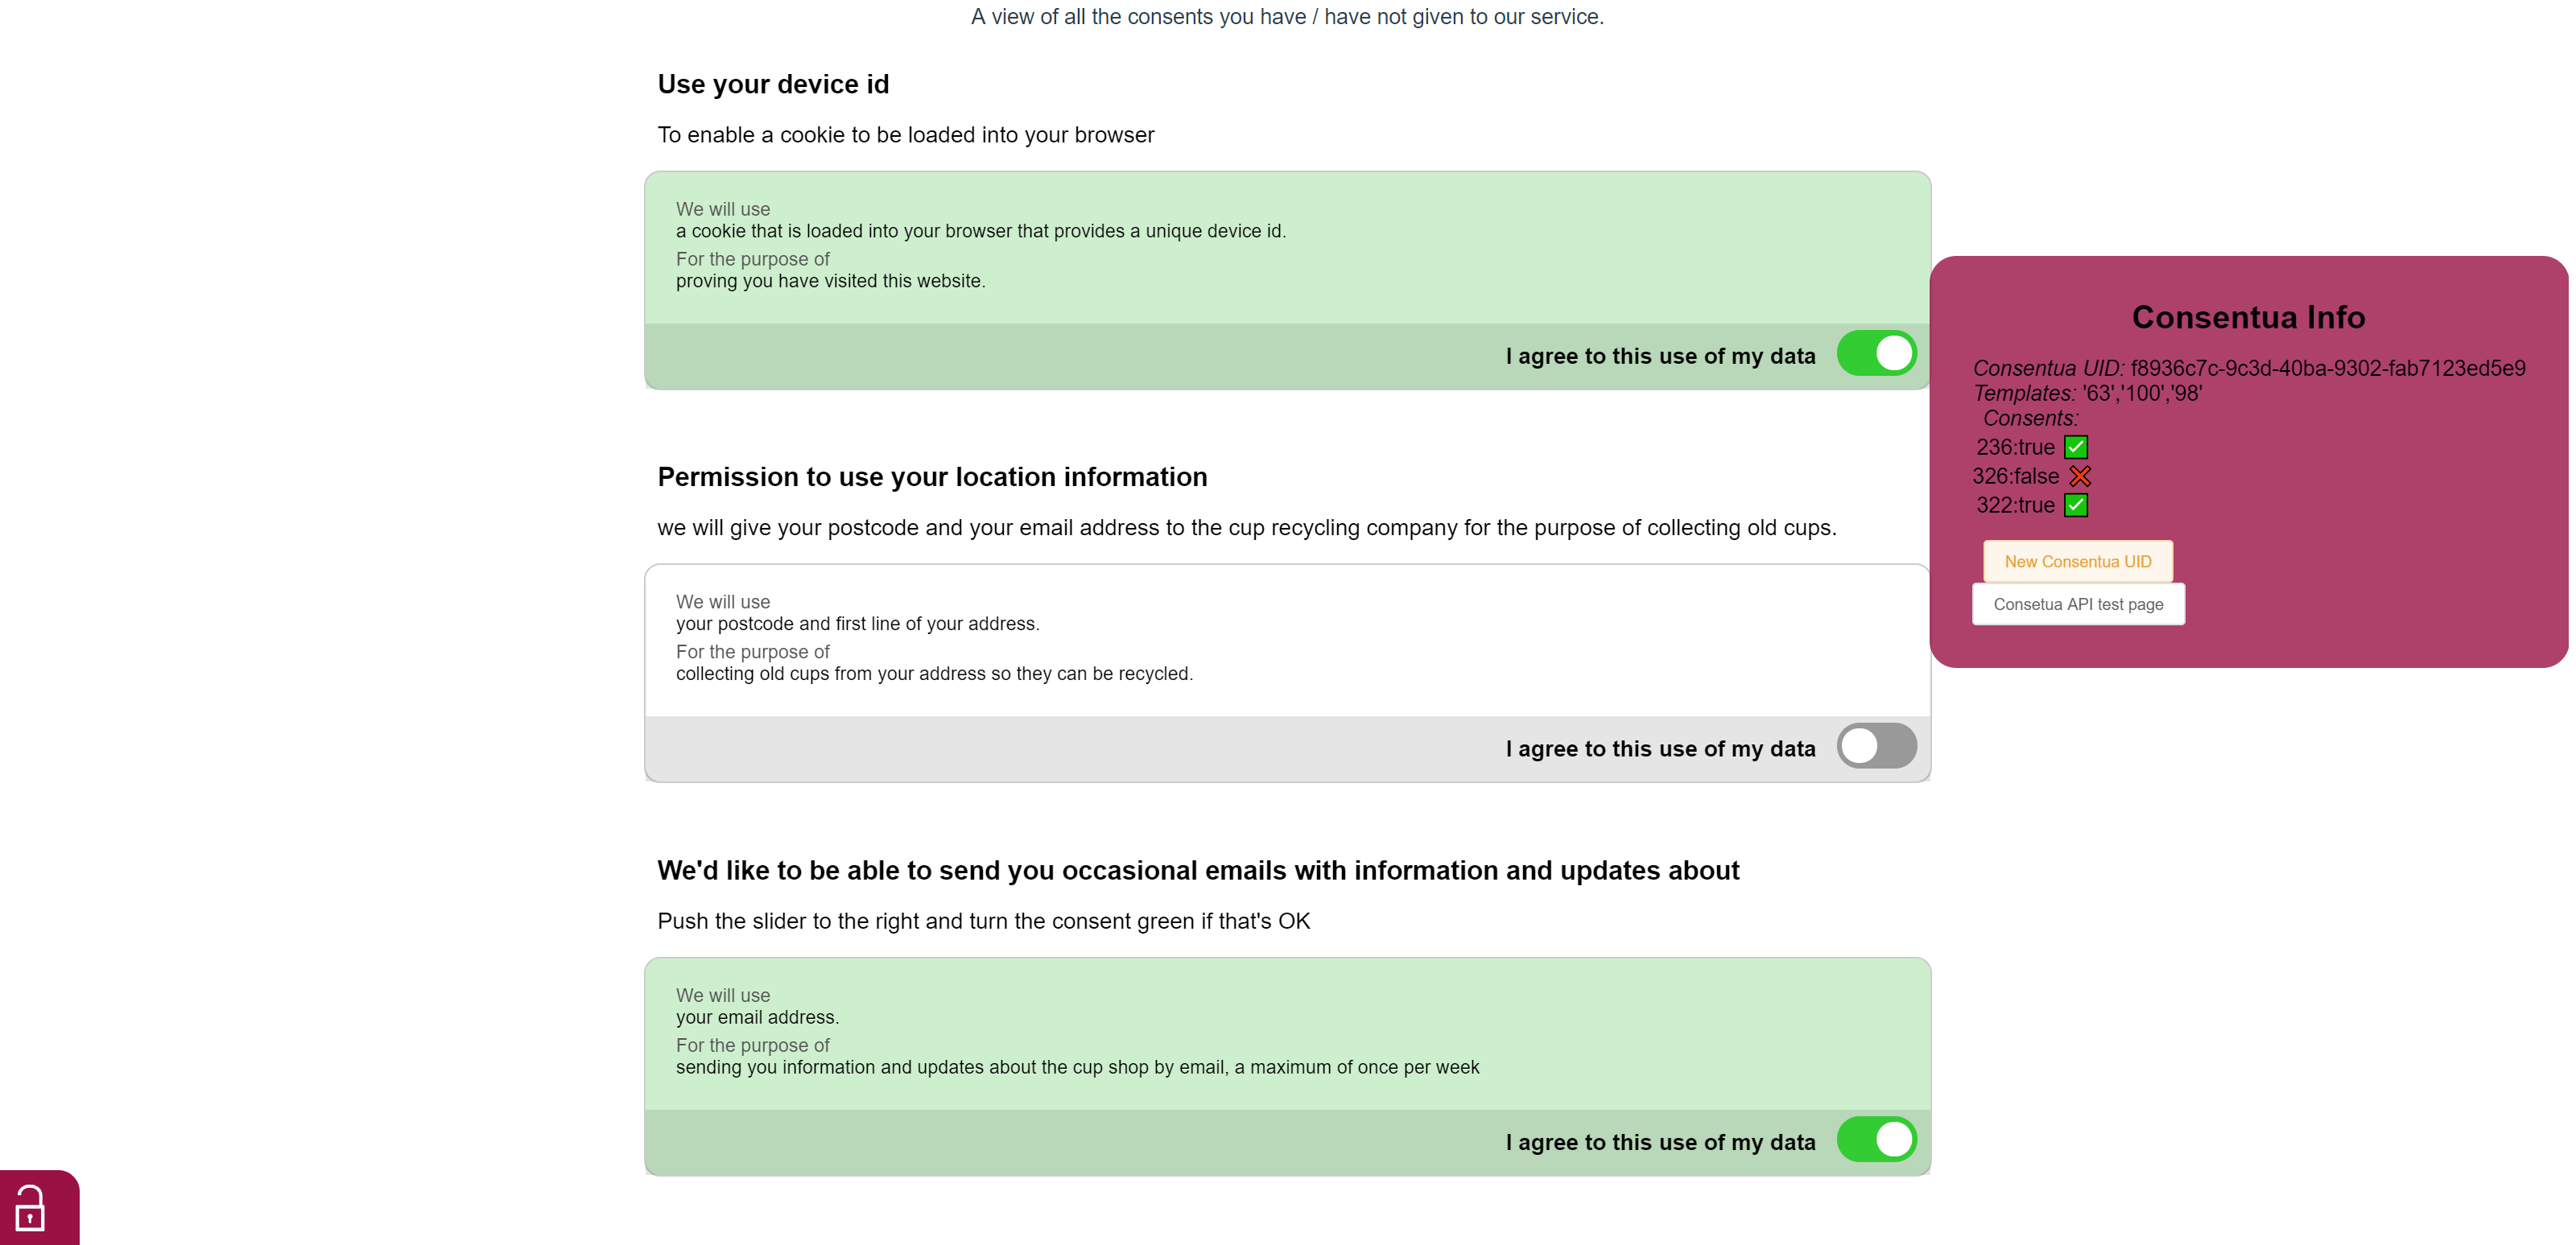 A view of all the consents you have / have not given to our service.
Use your device id
To enable a cookie to be loaded into your browser
We will use
a cookie that is loaded into your browser that provides a unique device id.
For the purpose of
proving you have visited this website.
I agree to this use of my data
Permission to use your location information
we will give your postcode and your email address to the cup recycling company for the purpose of collecting old cups.
We will use
your postcode and first line of your address.
For the purpose of
collecting old cups from your address so they can be recycled.
I agree to this use of my data
We'd like to be able to send you occasional emails with information and updates about
Push the slider to the right and turn the consent green if that's OK
We will use
your email address.
For the purpose of
sending you information and updates about the cup shop by email, a maximum of once per week
I agree to this use of my data
Consentua Info
Consentua UID: f8936c7c-9c3d-40ba-9302-fab7123ed5e9
Templates: '63','100','98'
Consents:
236:true ✅
326:false ❌
322:true ✅
New Consentua UID
Consetua API test page